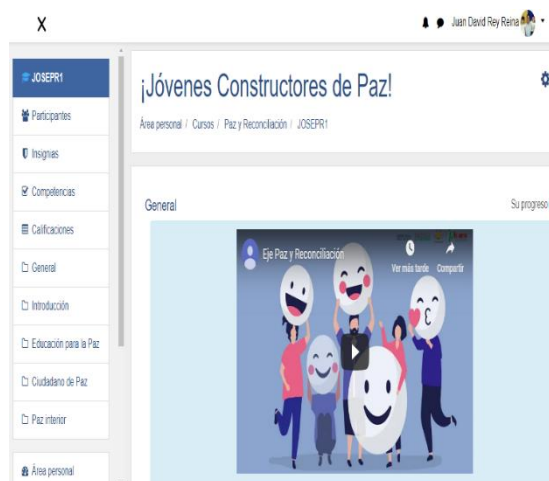 X
Juan David Rey Reina
JOSEPR1
Participantes
Insignias
Competencias
Calificaciones
General
Introducción
Educación para la Paz
Ciudadano de Paz
Paz interior
Área personal
¡Jóvenes Constructores de Paz!
Área personal / Cursos / Paz y Reconciliación / JOSEPR1
General
Su progreso
Eje Paz y Reconciliación
Ver más tarde
Compartir